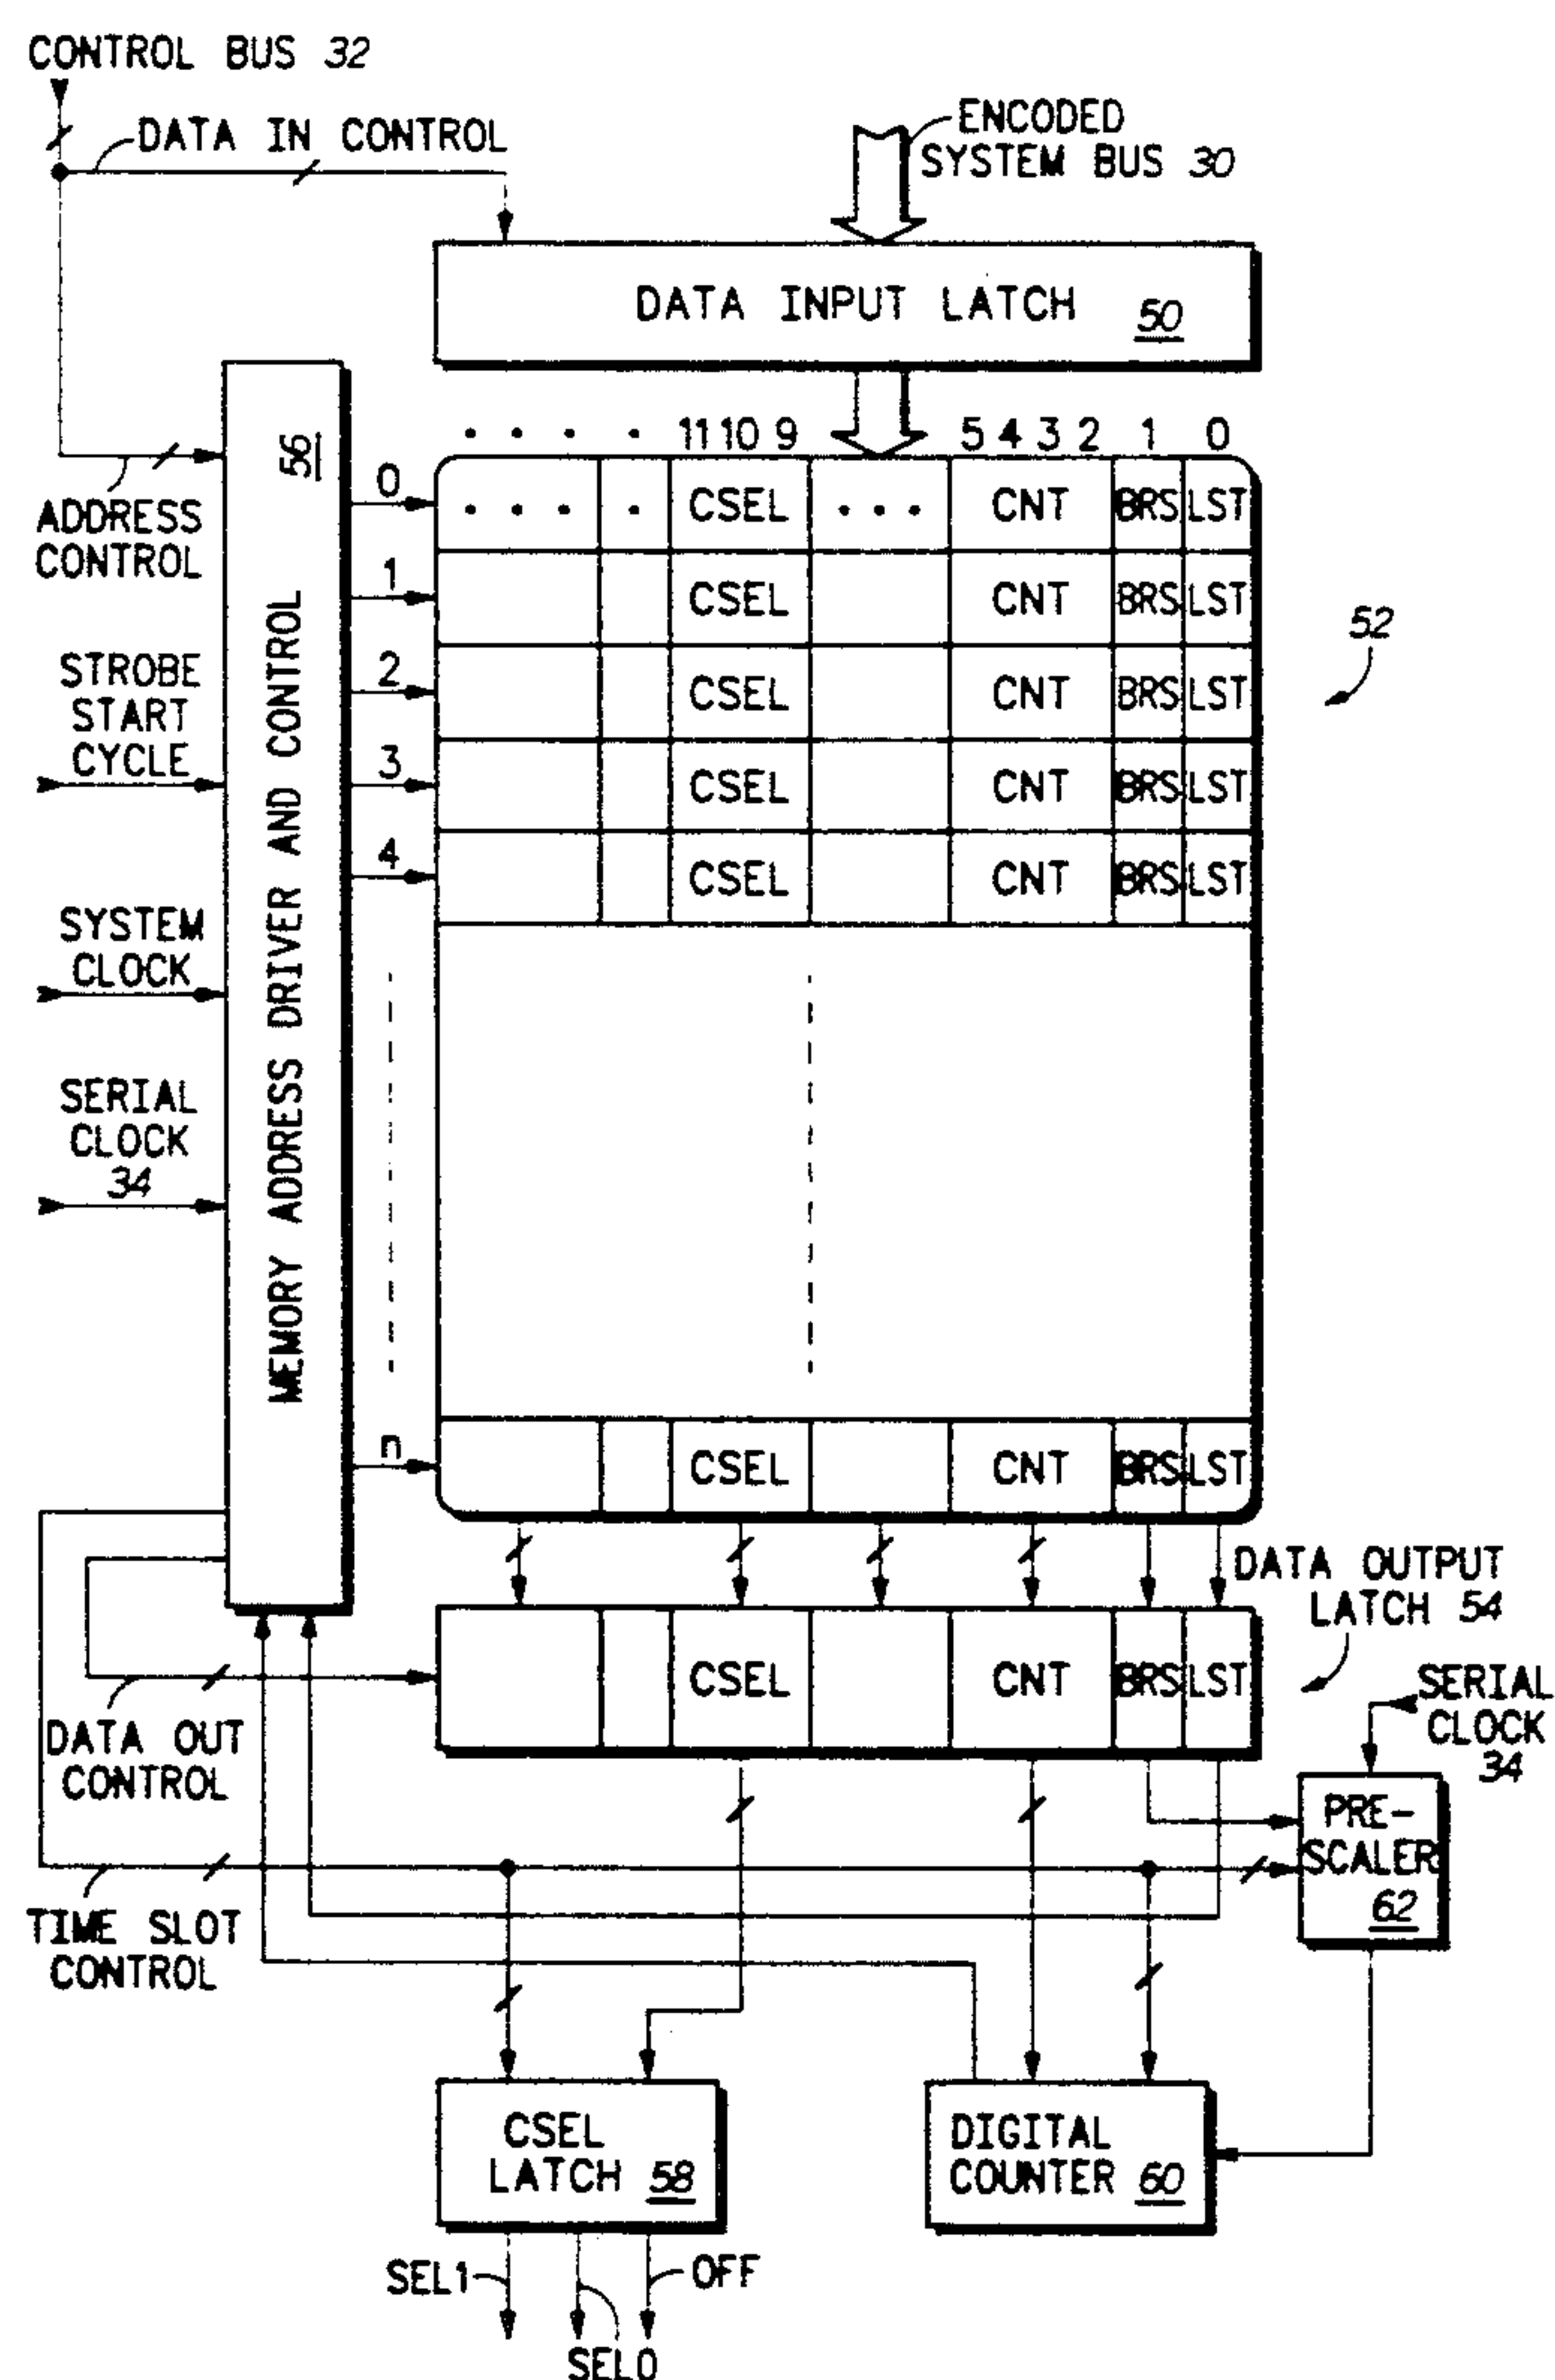 CONTROL BUS 32
DATA IN CONTROL
ENCODED
SYSTEM BUS 30
DATA INPUT LATCH 50
11 10 9 5 4 3 2 1 0
56
MEMORY ADDRESS DRIVER AND CONTROL
ADDRESS
CONTROL
STROBE
START
CYCLE
SYSTEM
CLOCK
SERIAL
CLOCK
34
0 . . . . CSEL . . . CNT BRS LST
1 CSEL CNT BRS LST
2 CSEL CNT BRS LST
3 CSEL CNT BRS LST
4 CSEL CNT BRS LST
52
n CSEL CNT BRS LST
DATA OUTPUT
LATCH 54
CSEL CNT BRS LST
SERIAL
CLOCK
34
DATA OUT
CONTROL
PRE-
SCALER
62
TIME SLOT
CONTROL
CSEL
LATCH 58
DIGITAL
COUNTER 60
SEL1
OFF
SEL0